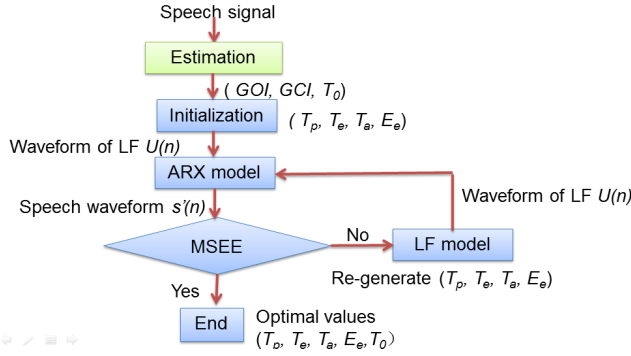 Speech signal
Estimation
( GOI, GCI, T0)
Initialization
( Tp, Te, Ta, Ee)
Waveform of LF U(n)
ARX model
Waveform of LF U(n)
Speech waveform s'(n)
MSEE
No
LF model
Re-generate (Tp, Te, Ta, Ee)
Yes
End
Optimal values
(Tp, Te, Ta, Ee,T0)